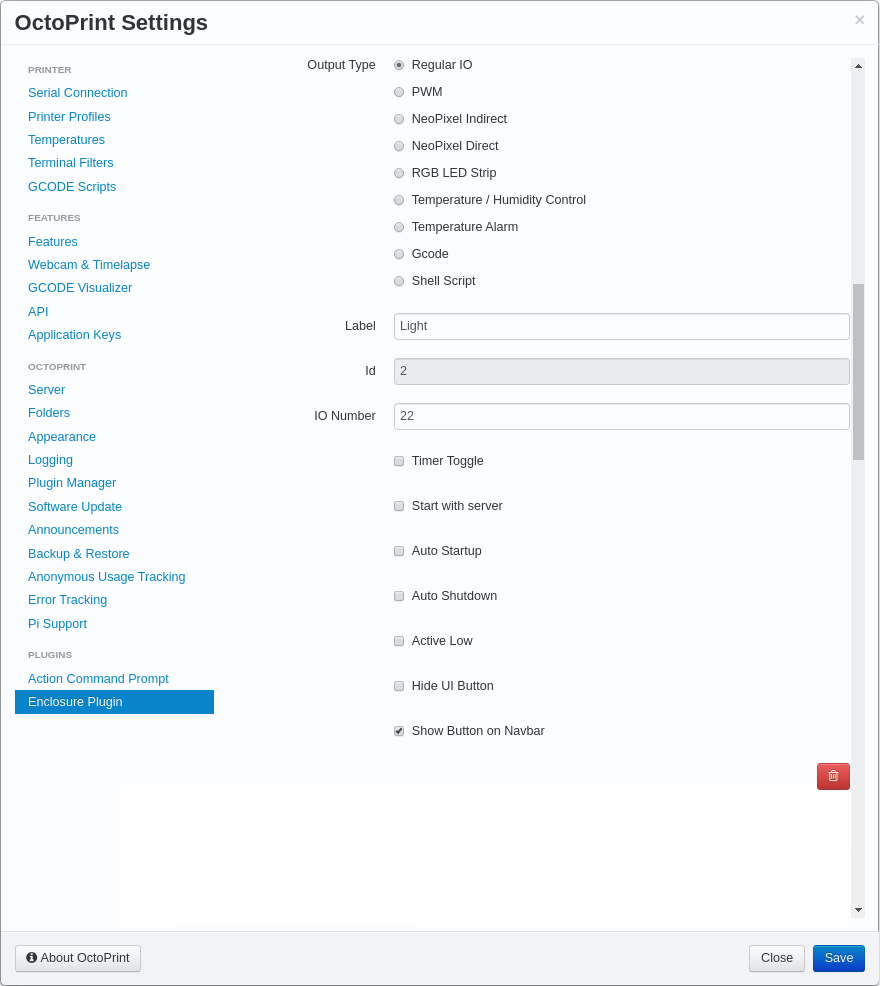 OctoPrint Settings
×
PRINTER
Serial Connection
Printer Profiles
Temperatures
Terminal Filters
GCODE Scripts
FEATURES
Features
Webcam & Timelapse
GCODE Visualizer
API
Application Keys
OCTOPRINT
Server
Folders
Appearance
Logging
Plugin Manager
Software Update
Announcements
Backup & Restore
Anonymous Usage Tracking
Error Tracking
Pi Support
PLUGINS
Action Command Prompt
Enclosure Plugin
Output Type
Regular IO
PWM
NeoPixel Indirect
NeoPixel Direct
RGB LED Strip
Temperature / Humidity Control
Temperature Alarm
Gcode
Shell Script
Label Light
Id 2
IO Number 22
Timer Toggle
Start with server
Auto Startup
Auto Shutdown
Active Low
Hide UI Button
Show Button on Navbar
About OctoPrint
Close Save